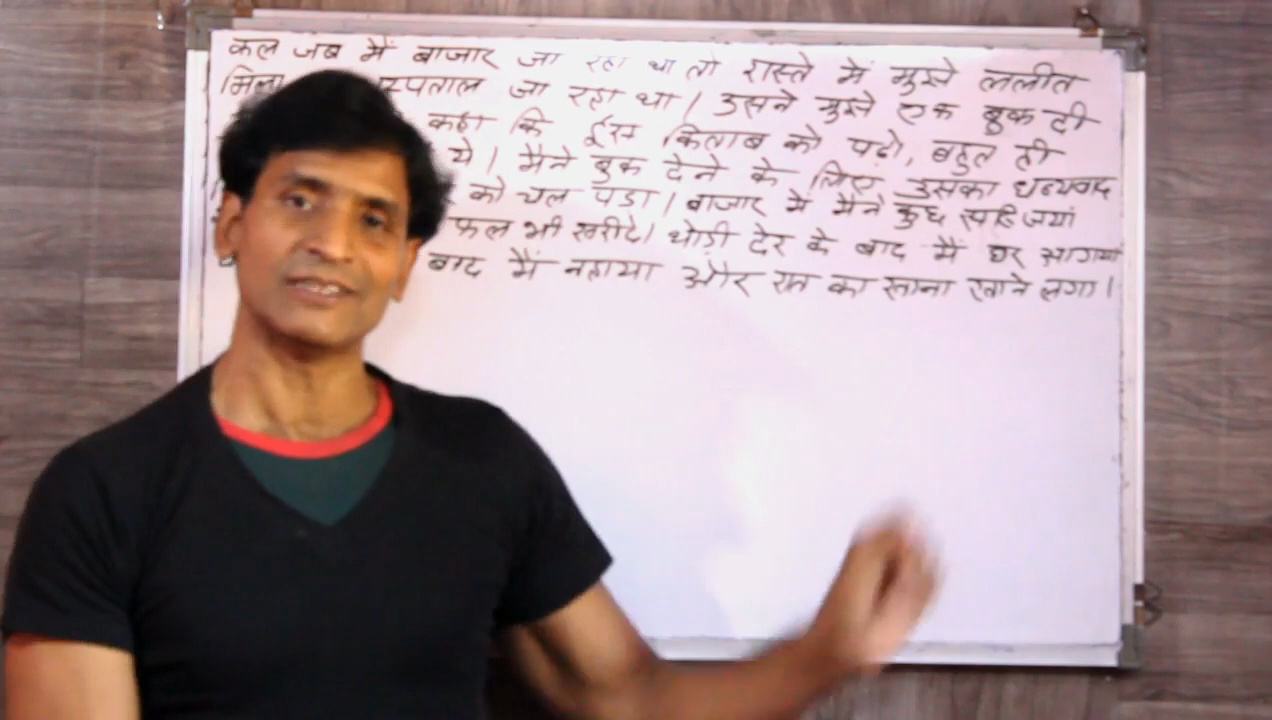 कल जब मैं बाजार जा रहा था तो रास्ते में मुझे ललीत
मिला जा रहा था। उसने मुझे एक बुक दी
कहा कि इस किताब को पढ़ो, बहुत ही
ये। मैंने बुक देने के लिए उसका धन्यवाद
को चल पडा। बाजार में मैंने कुछ सब्जियां
फल भी खरीदे। थोड़ी देर के बाद मैं घर आगया
बाद मैं नहाया और रात का खाना खाने लगा।